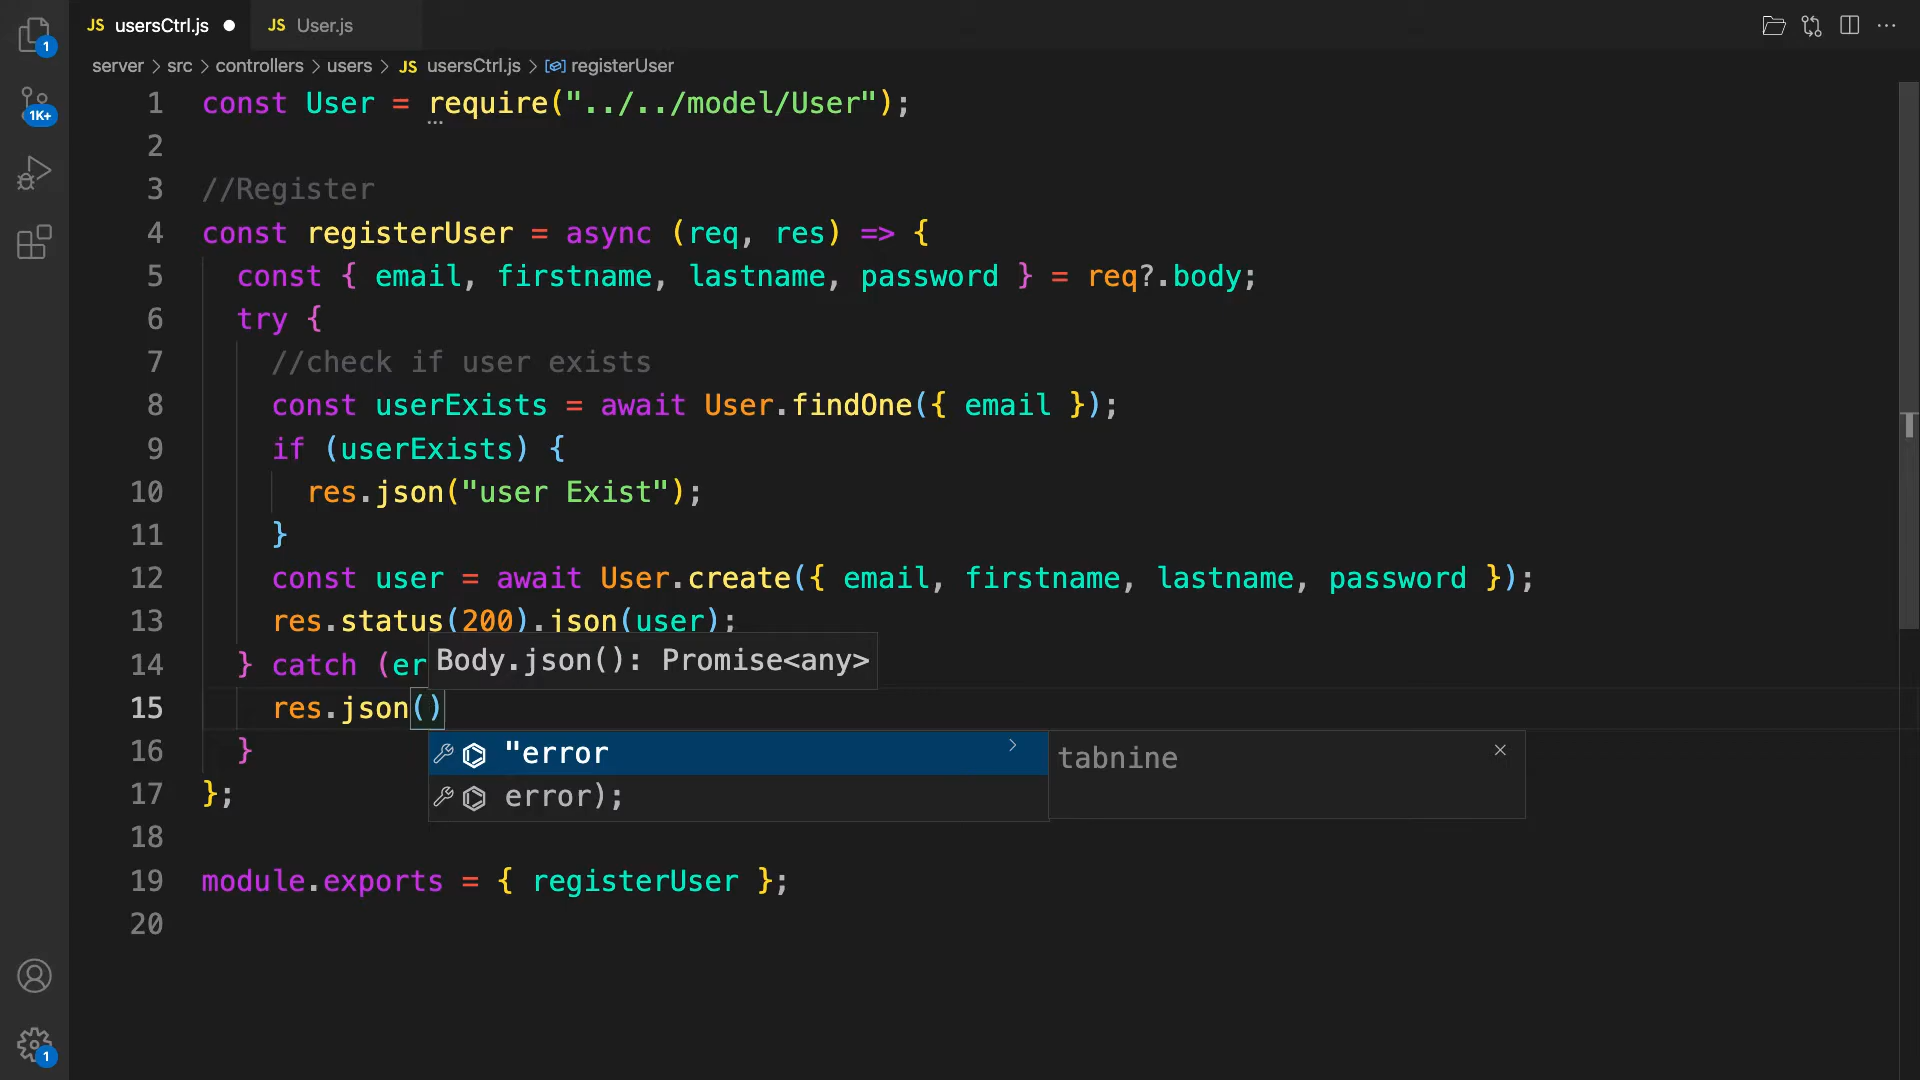 JS usersCtrl.js ● JS User.js
server > src > controllers > users > JS usersCtrl.js > registerUser
1 const User = require("../../model/User");
2
3 //Register
4 const registerUser = async (req, res) => {
5 const { email, firstname, lastname, password } = req?.body;
6 try {
7 //check if user exists
8 const userExists = await User.findOne({ email });
9 if (userExists) {
10 res.json("user Exist");
11 }
12 const user = await User.create({ email, firstname, lastname, password });
13 res.status(200).json(user);
14 } catch (er
Body.json(): Promise<any>
15 res.json()
16 }
"error
tabnine
17 };
error);
18
19 module.exports = { registerUser };
20
1
1K+
1